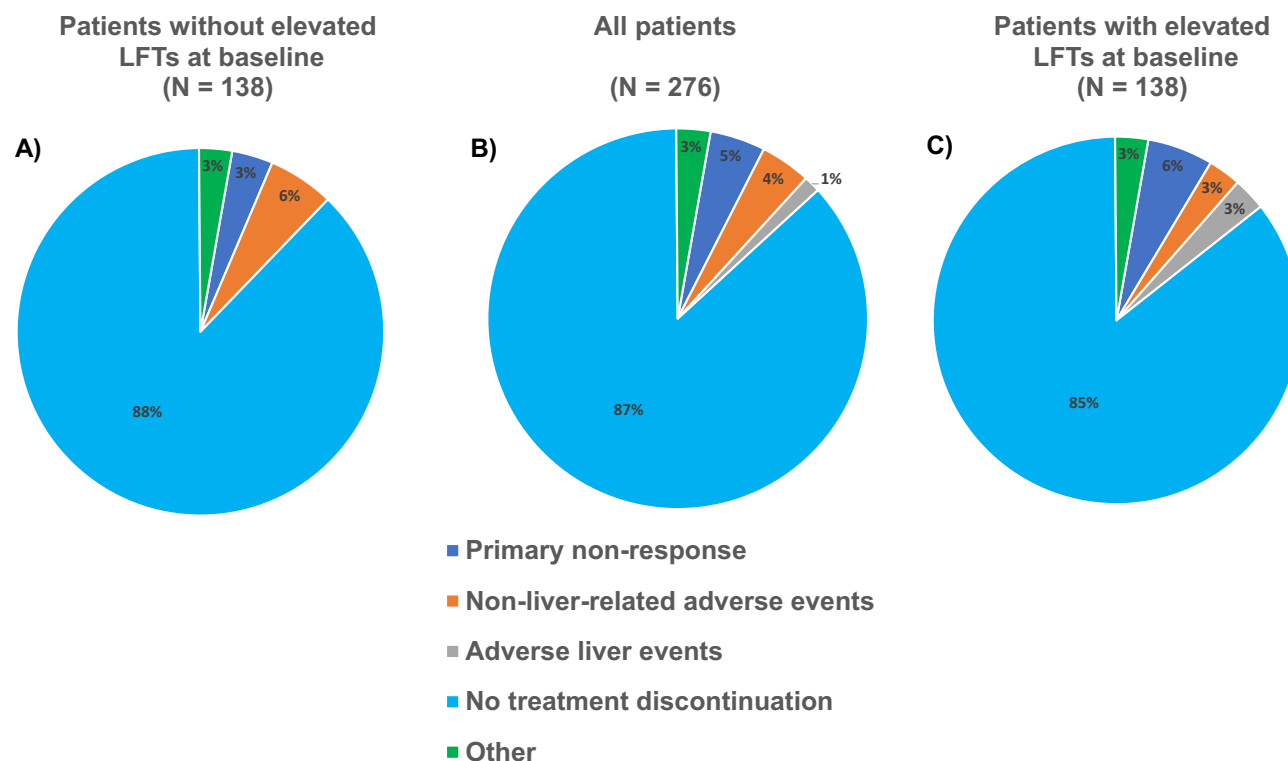 Patients without elevated
LFTs at baseline
(N = 138)
All patients
(N = 276)
Patients with elevated
LFTs at baseline
(N = 138)
A)
3%
3%
6%
88%
B)
3%
5%
4%
1%
87%
C)
3%
6%
3%
3%
85%
Primary non-response
Non-liver-related adverse events
Adverse liver events
No treatment discontinuation
Other